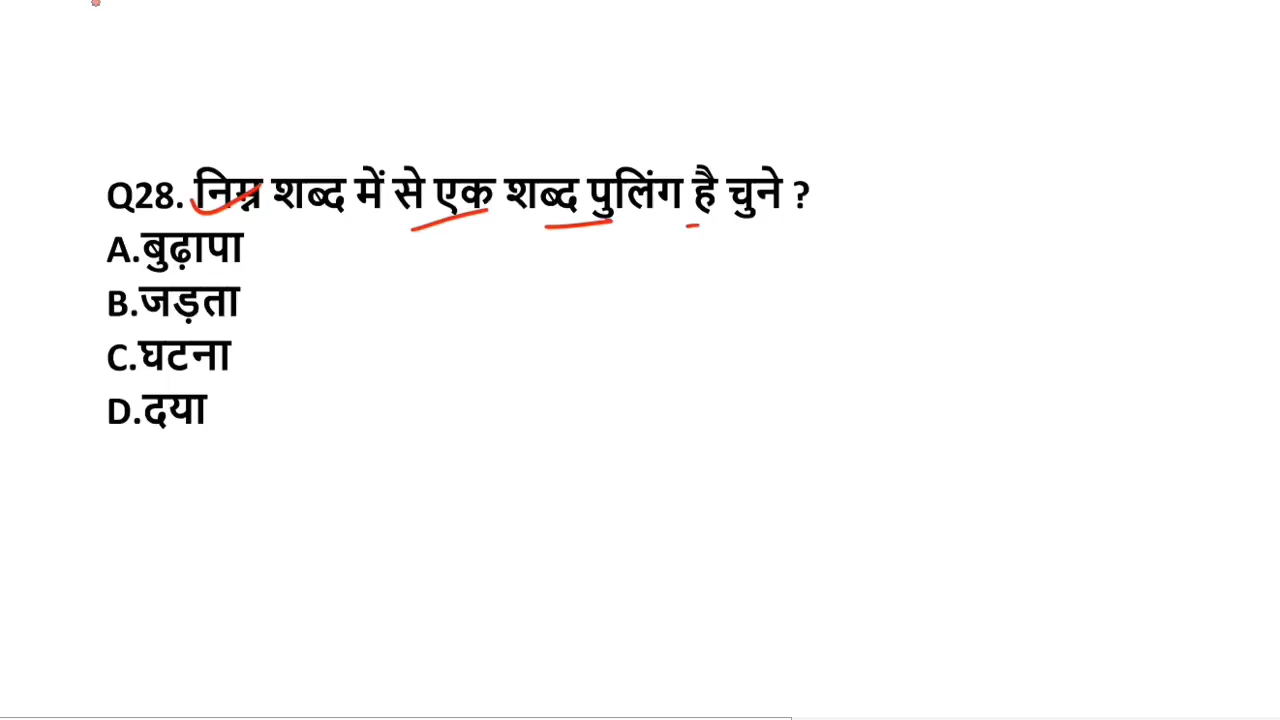 Q28. निम्न शब्द में से एक शब्द पुलिंग है चुने ?
A.बुढ़ापा
B.जड़ता
C.घटना
D.दया